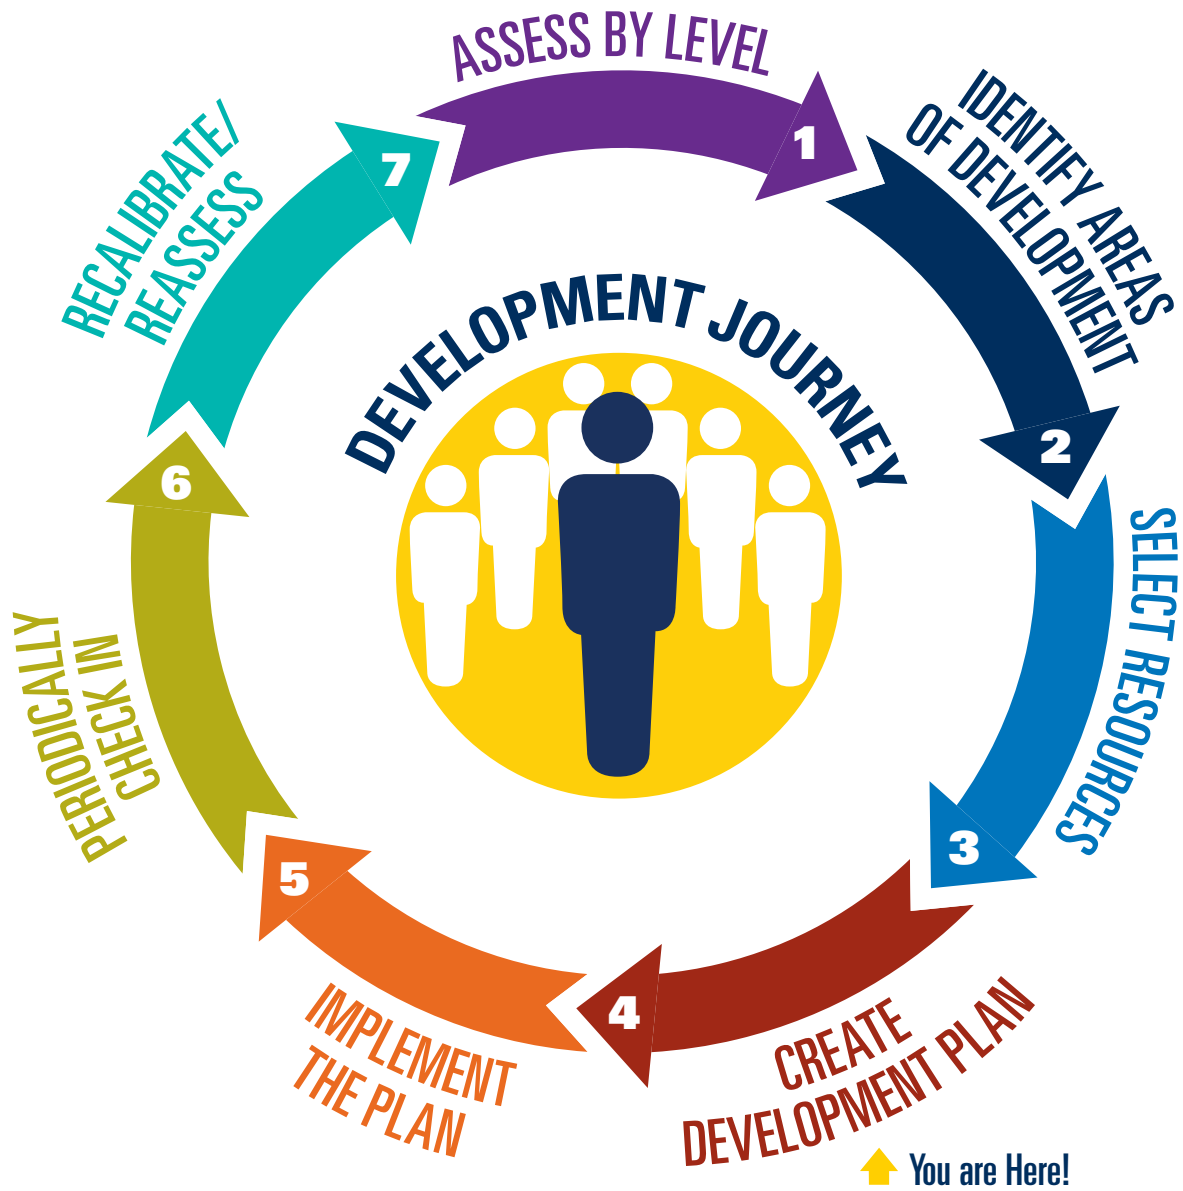 ASSESS BY LEVEL
1
IDENTIFY AREAS
OF DEVELOPMENT
2
SELECT RESOURCES
3
CREATE
DEVELOPMENT PLAN
4
You are Here!
IMPLEMENT
THE PLAN
5
PERIODICALLY
CHECK IN
6
RECALIBRATE/
REASSESS
7
DEVELOPMENT JOURNEY